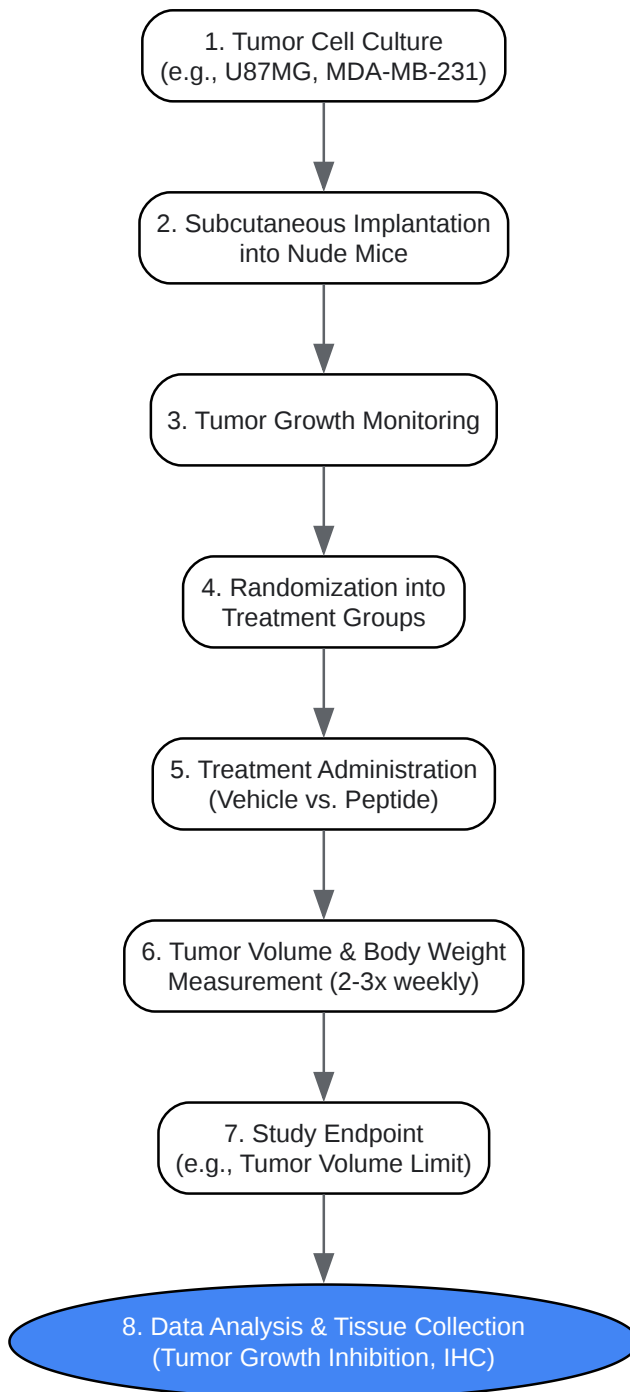 1. Tumor Cell Culture
(e.g., U87MG, MDA-MB-231)
2. Subcutaneous Implantation
into Nude Mice
3. Tumor Growth Monitoring
4. Randomization into
Treatment Groups
5. Treatment Administration
(Vehicle vs. Peptide)
6. Tumor Volume & Body Weight
Measurement (2-3x weekly)
7. Study Endpoint
(e.g., Tumor Volume Limit)
8. Data Analysis & Tissue Collection
(Tumor Growth Inhibition, IHC)